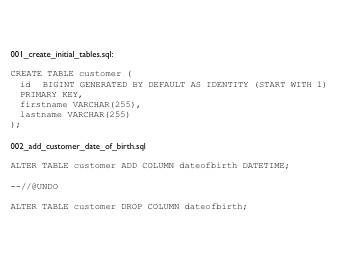 001_create_initial_tables.sql:
CREATE TABLE customer (
  id  BIGINT GENERATED BY DEFAULT AS IDENTITY (START WITH 1)
  PRIMARY KEY,
  firstname VARCHAR(255),
  lastname VARCHAR(255)
);
002_add_customer_date_of_birth.sql
ALTER TABLE customer ADD COLUMN dateofbirth DATETIME;
--//@UNDO
ALTER TABLE customer DROP COLUMN dateofbirth;